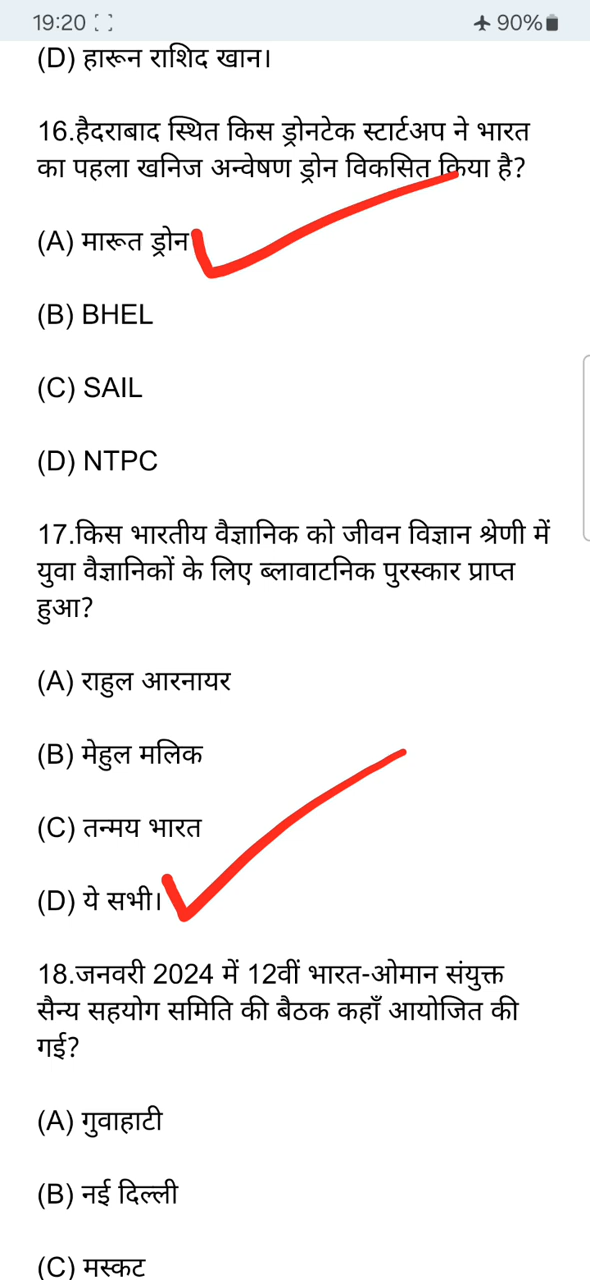 19:20
90%
(D) हारून राशिद खान।
16.हैदराबाद स्थित किस ड्रोनटेक स्टार्टअप ने भारत
का पहला खनिज अन्वेषण ड्रोन विकसित किया है?
(A) मारूत ड्रोन
(B) BHEL
(C) SAIL
(D) NTPC
17.किस भारतीय वैज्ञानिक को जीवन विज्ञान श्रेणी में
युवा वैज्ञानिकों के लिए ब्लावाटनिक पुरस्कार प्राप्त
हुआ?
(A) राहुल आरनायर
(B) मेहुल मलिक
(C) तन्मय भारत
(D) ये सभी।
18.जनवरी 2024 में 12वीं भारत-ओमान संयुक्त
सैन्य सहयोग समिति की बैठक कहाँ आयोजित की
गई?
(A) गुवाहाटी
(B) नई दिल्ली
(C) मस्कट